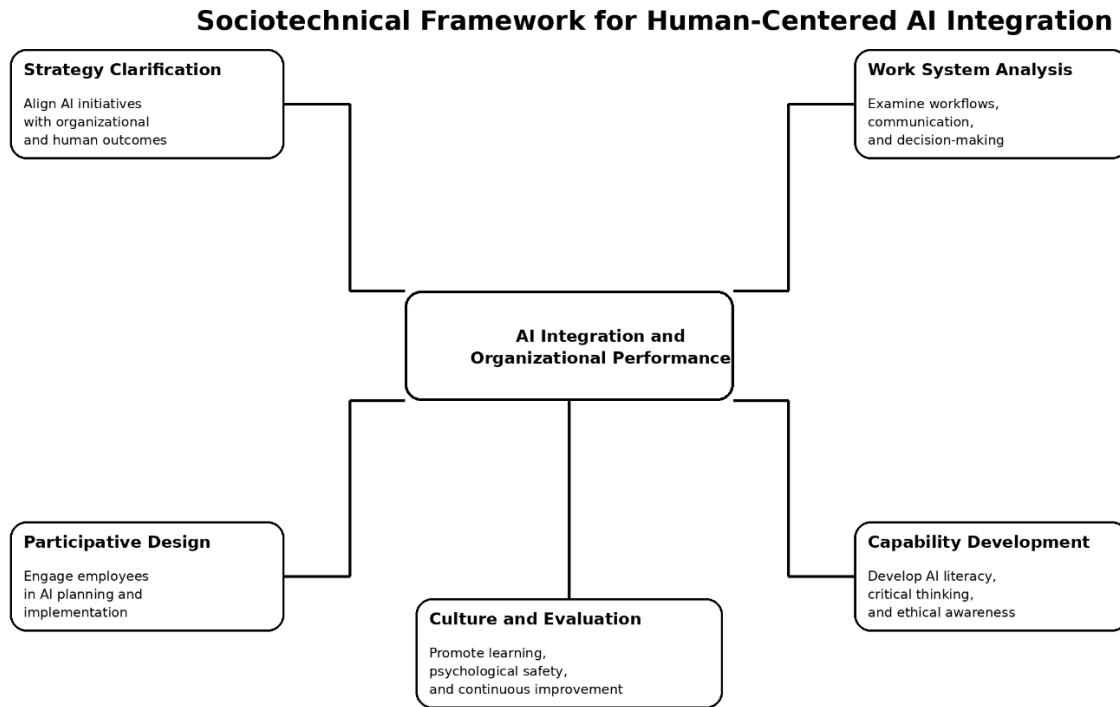 Sociotechnical Framework for Human-Centered AI Integration
Strategy Clarification
Align AI initiatives
with organizational
and human outcomes
Work System Analysis
Examine workflows,
communication,
and decision-making
AI Integration and
Organizational Performance
Participative Design
Engage employees
in AI planning and
implementation
Culture and Evaluation
Promote learning,
psychological safety,
and continuous improvement
Capability Development
Develop AI literacy,
critical thinking,
and ethical awareness